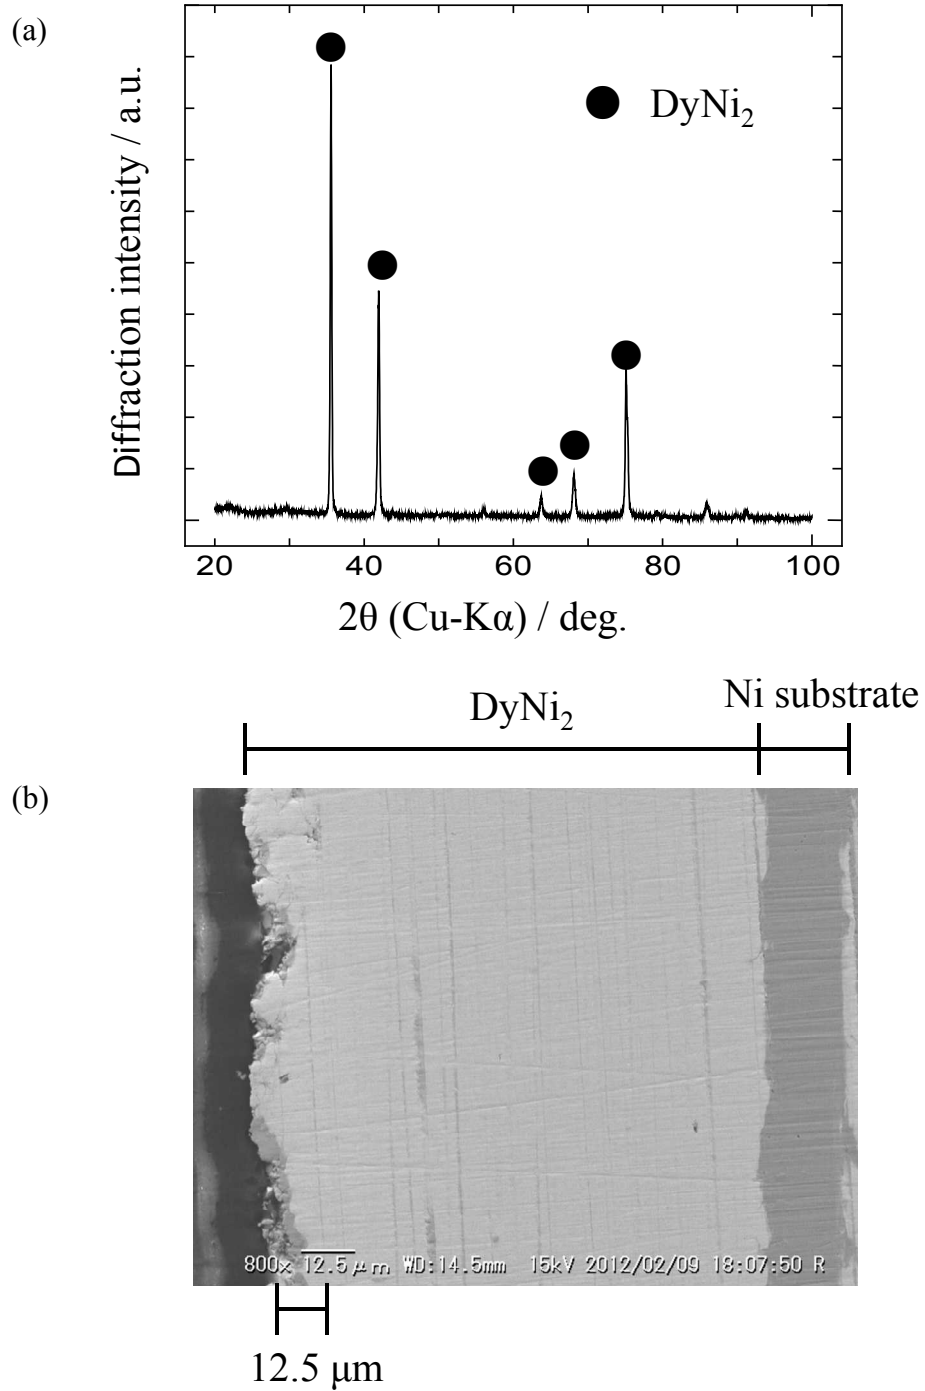 (a)
DyNi₂
Diffraction intensity / a.u.
20 40 60 80 100
2θ (Cu-Kα) / deg.
DyNi₂ Ni substrate
(b)
800× 12.5μm WD:14.5mm 15kV 2012/02/09 18:07:50 R
12.5 μm